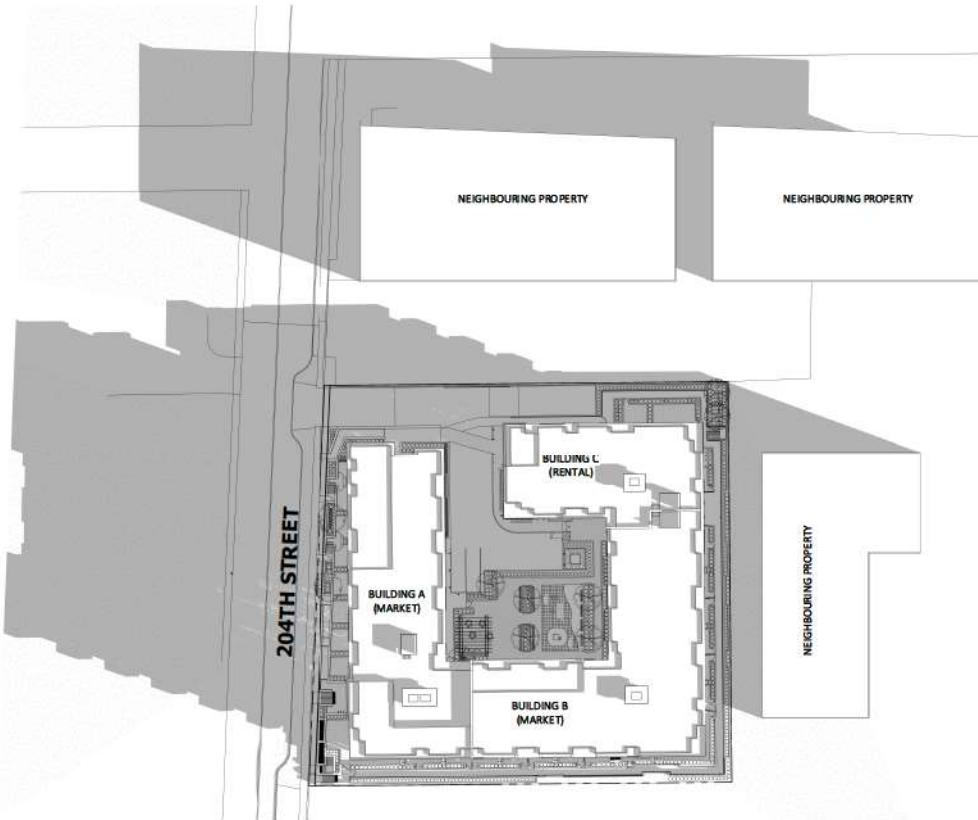 NEIGHBOURING PROPERTY
NEIGHBOURING PROPERTY
BUILDING C
(RENTAL)
204TH STREET
BUILDING A
(MARKET)
NEIGHBOURING PROPERTY
BUILDING B
(MARKET)